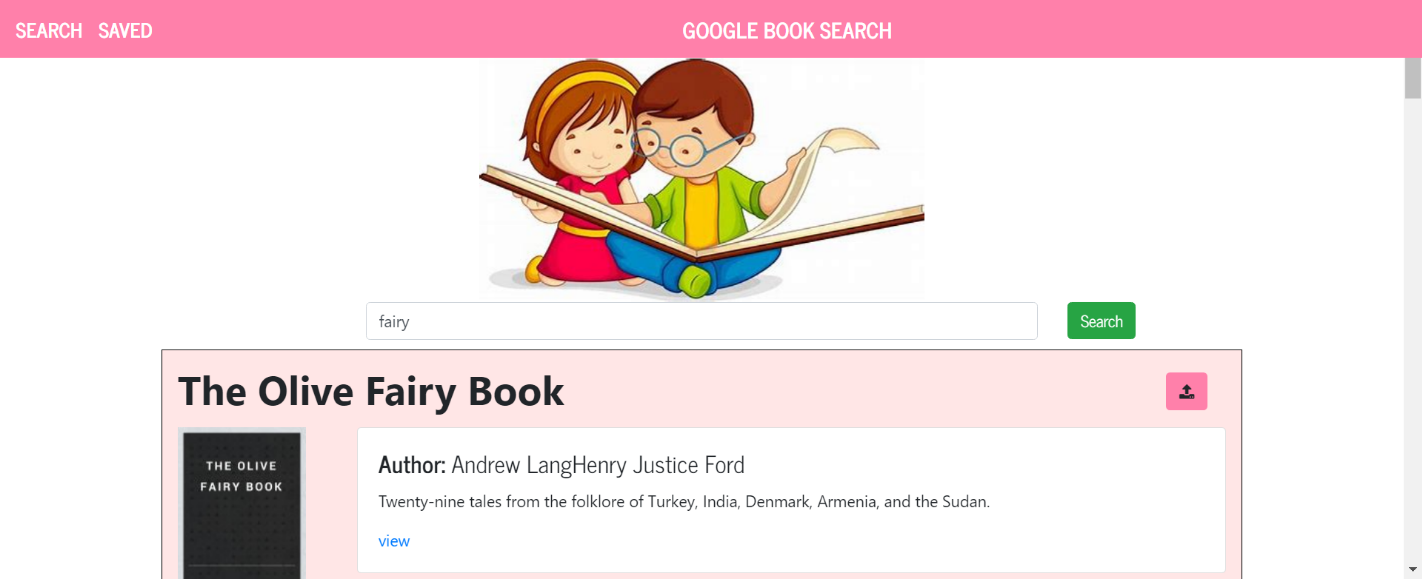 SEARCH SAVED GOOGLE BOOK SEARCH
fairy Search
The Olive Fairy Book
THE OLIVE
FAIRY BOOK
Author: Andrew LangHenry Justice Ford
Twenty-nine tales from the folklore of Turkey, India, Denmark, Armenia, and the Sudan.
view